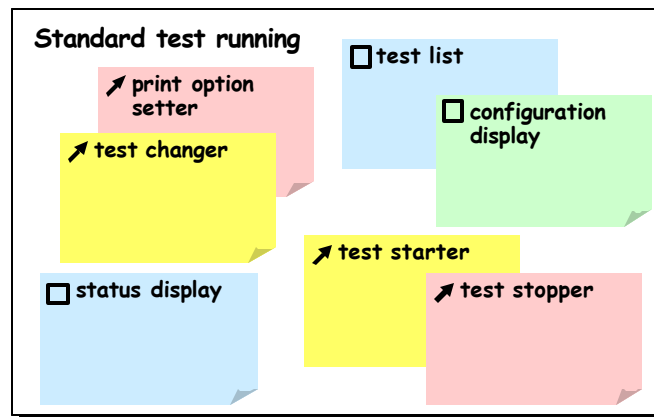 Standard test running
print option
setter
test changer
test list
configuration
display
status display
test starter
test stopper